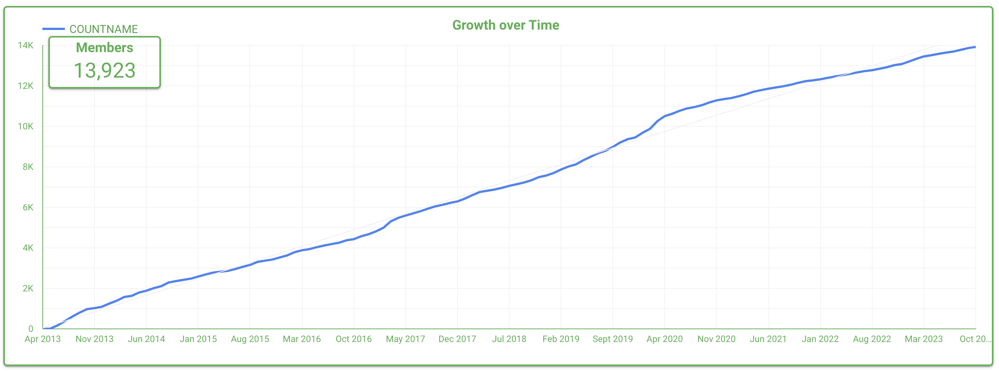 Growth over Time
COUNTNAME
Members
13,923
14K
12K
10K
8K
6K
4K
2K
0
Apr 2013 Nov 2013 Jun 2014 Jan 2015 Aug 2015 Mar 2016 Oct 2016 May 2017 Dec 2017 Jul 2018 Feb 2019 Sept 2019 Apr 2020 Nov 2020 Jun 2021 Jan 2022 Aug 2022 Mar 2023 Oct 20...